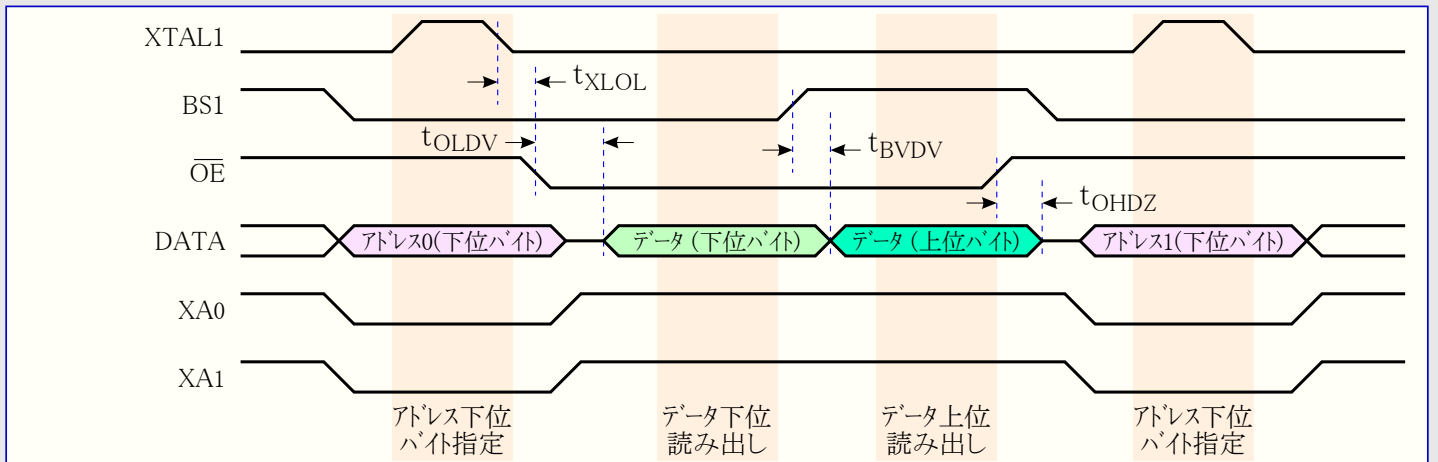 XTAL1
tXLOL
BS1
tOLDV
tBVDV
OE
tOHDZ
DATA
アドレス0(下位バイト)
データ (下位バイト)
データ (上位バイト)
アドレス1(下位バイト)
XA0
XA1
アドレス下位
バイト指定
データ下位
読み出し
データ上位
読み出し
アドレス下位
バイト指定